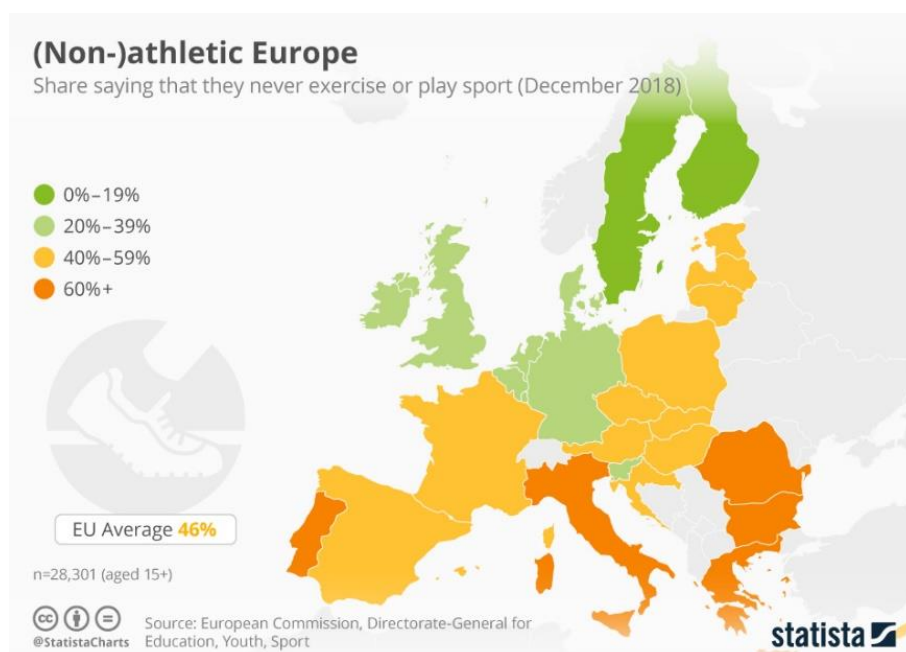 (Non-)athletic Europe
Share saying that they never exercise or play sport (December 2018)
0%–19%
20%–39%
40%–59%
60%+
EU Average 46%
n=28,301 (aged 15+)
cc
@StatistaCharts
Source: European Commission, Directorate-General for
Education, Youth, Sport
statista